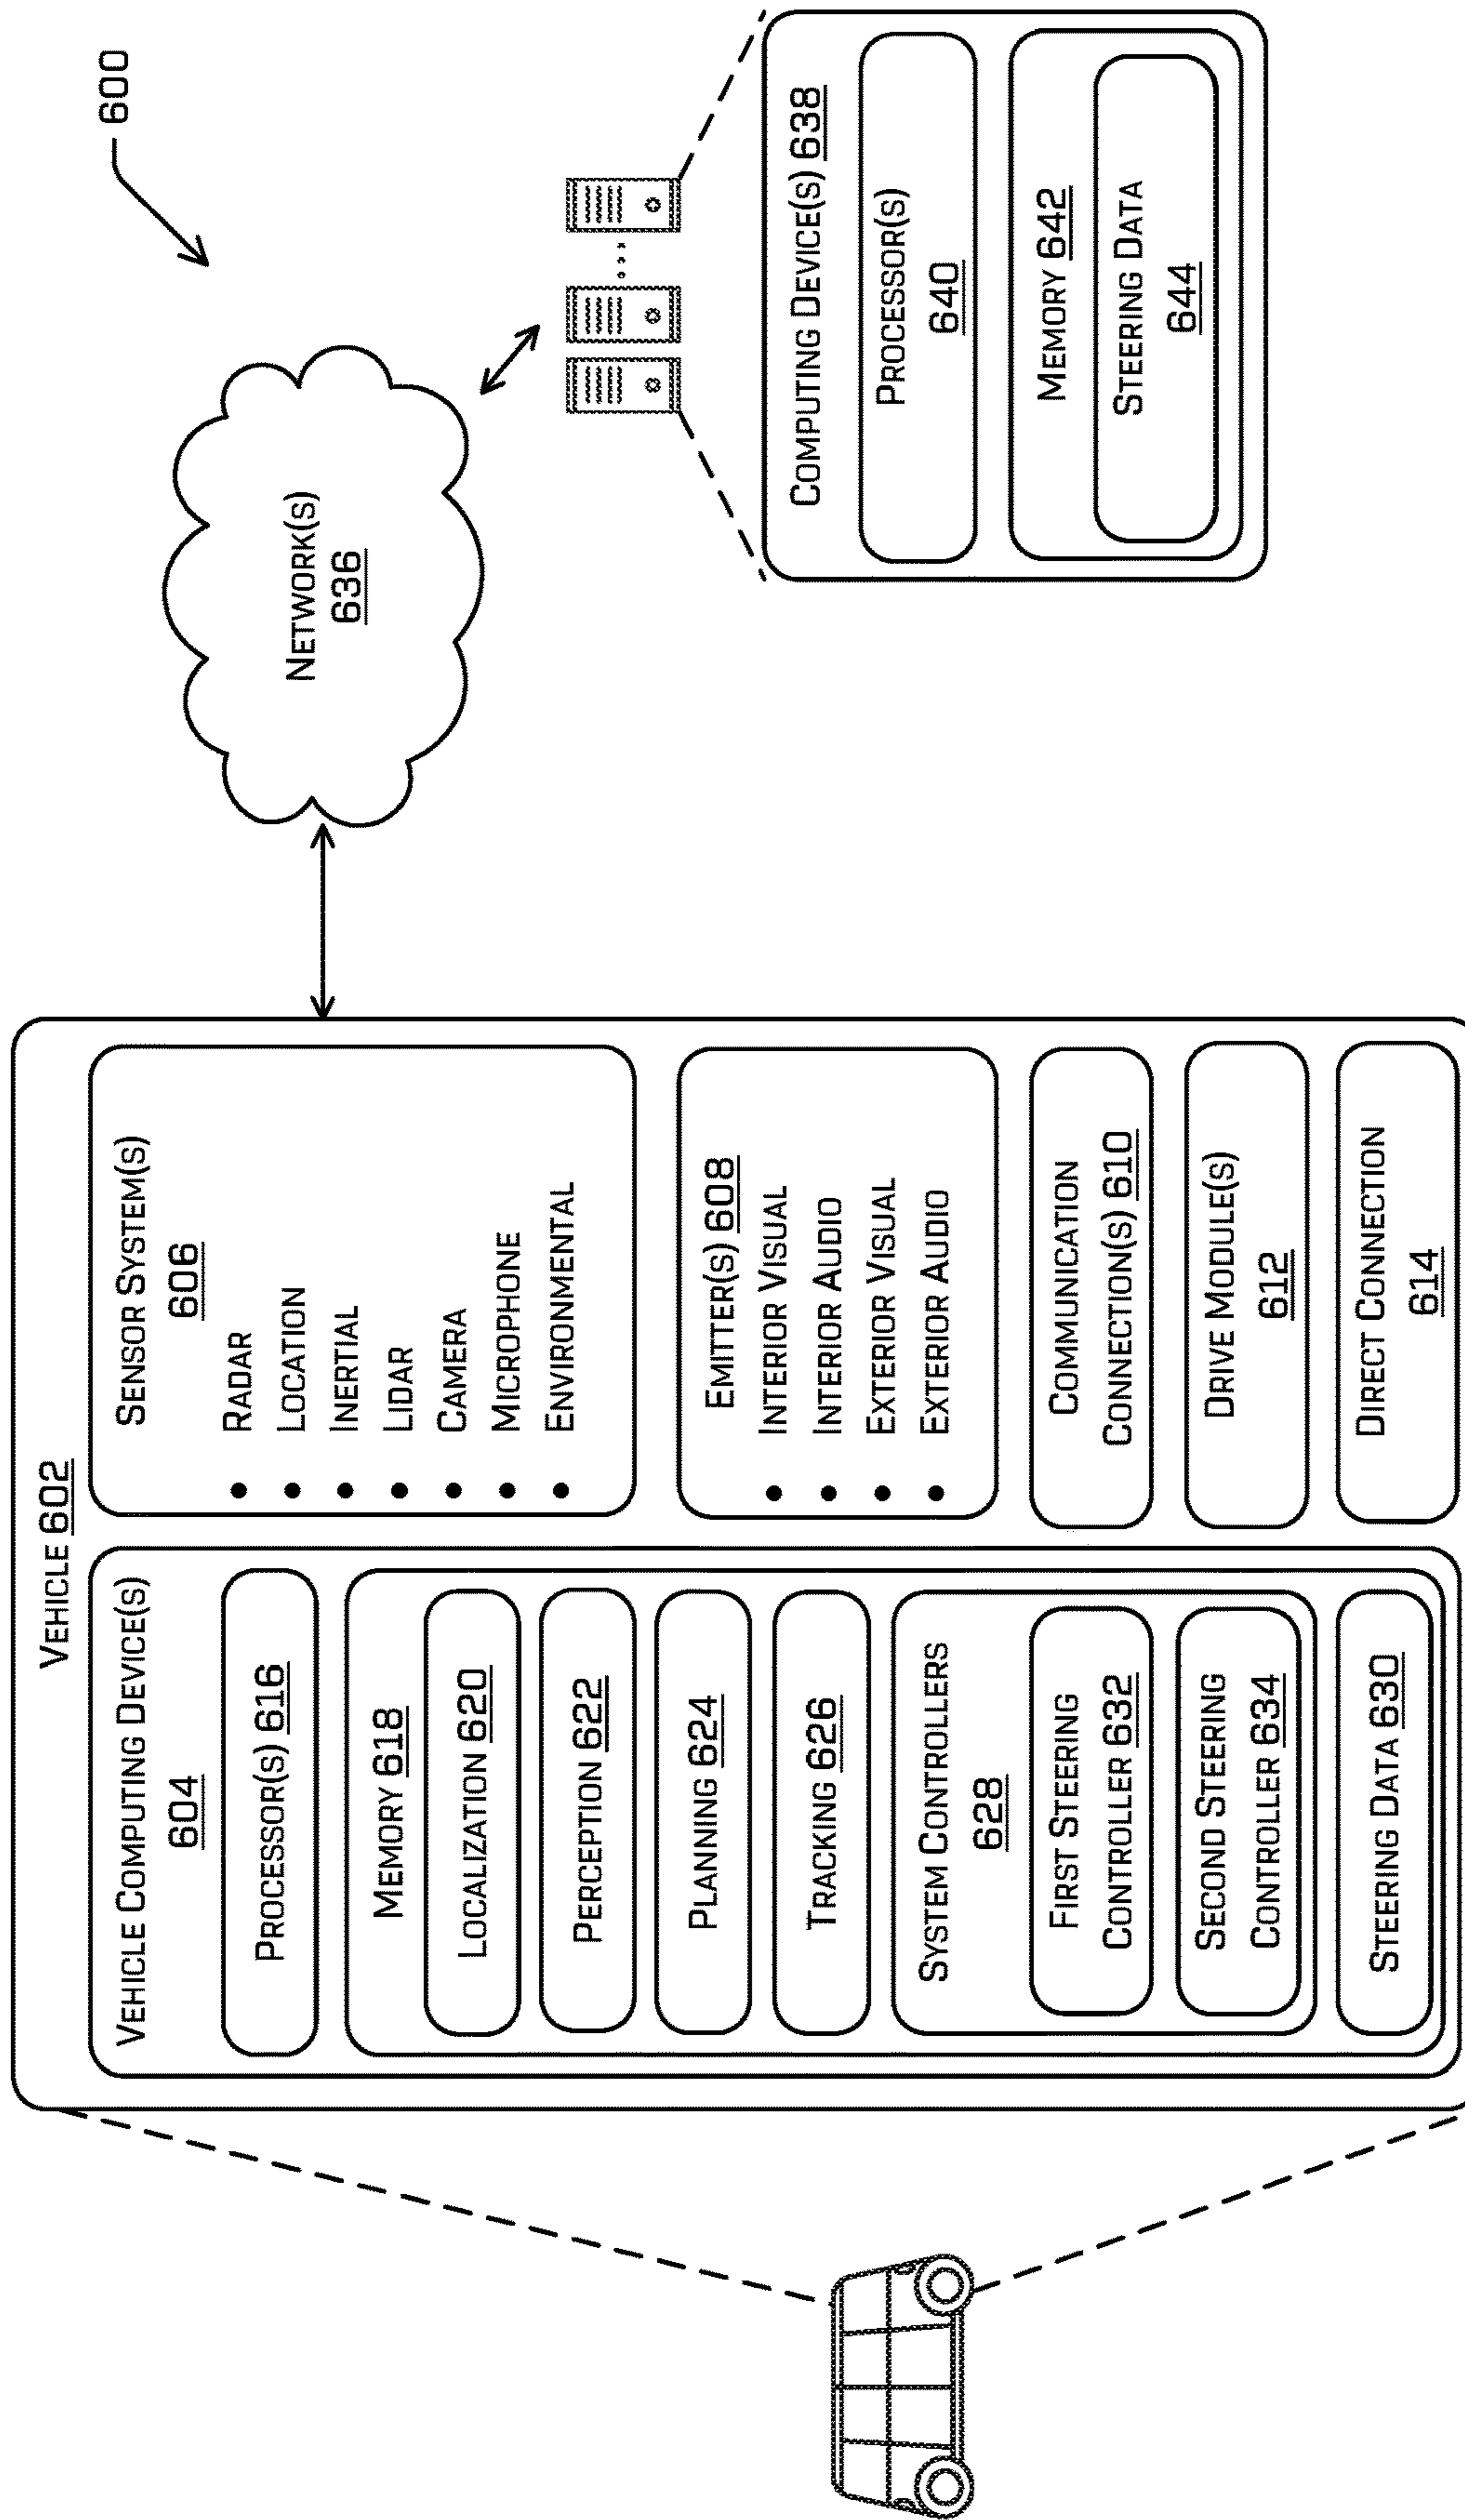 600
VEHICLE 602
VEHICLE COMPUTING DEVICE(S)
604
PROCESSOR(S) 616
MEMORY 618
LOCALIZATION 620
PERCEPTION 622
PLANNING 624
TRACKING 626
SYSTEM CONTROLLERS
628
FIRST STEERING
CONTROLLER 632
SECOND STEERING
CONTROLLER 634
STEERING DATA 630
SENSOR SYSTEM(S)
606
• RADAR
• LOCATION
• INERTIAL
• LIDAR
• CAMERA
• MICROPHONE
• ENVIRONMENTAL
EMITTER(S) 608
• INTERIOR VISUAL
• INTERIOR AUDIO
• EXTERIOR VISUAL
• EXTERIOR AUDIO
COMMUNICATION
CONNECTION(S) 610
DRIVE MODULE(S)
612
DIRECT CONNECTION
614
NETWORK(S)
636
COMPUTING DEVICE(S) 638
PROCESSOR(S)
640
MEMORY 642
STEERING DATA
644